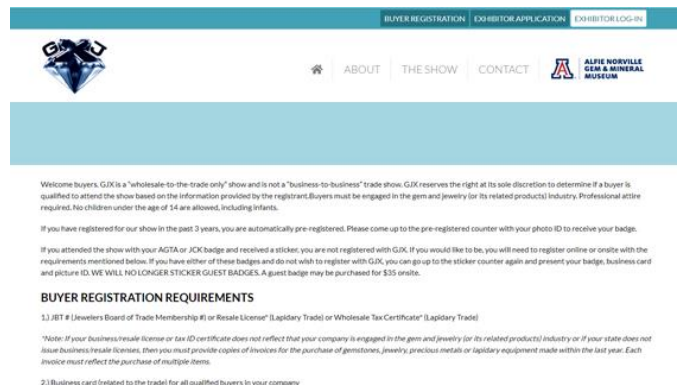 BUYER REGISTRATION EXHIBITOR APPLICATION EXHIBITOR LOG-IN
GJX
ABOUT THE SHOW CONTACT
A ALFIE NORVILLE
GEM & MINERAL
MUSEUM
Welcome buyers. GJX is a "wholesale-to-the-trade only" show and is not a "business-to-business" trade show. GJX reserves the right at its sole discretion to determine if a buyer is
qualified to attend the show based on the information provided by the registrant.Buyers must be engaged in the gem and jewelry (or its related products) industry. Professional attire
required. No children under the age of 14 are allowed, including infants.
If you have registered for our show in the past 3 years, you are automatically pre-registered. Please come up to the pre-registered counter with your photo ID to receive your badge.
If you attended the show with your AGTA or JCK badge and received a sticker, you are not registered with GJX. If you would like to be, you will need to register online or onsite with the
requirements mentioned below. If you have either of these badges and do not wish to register with GJX, you can go up to the sticker counter again and present your badge, business card
and picture ID. WE WILL NO LONGER STICKER GUEST BADGES. A guest badge may be purchased for $35 onsite.
BUYER REGISTRATION REQUIREMENTS
1.) JBT # (Jewelers Board of Trade Membership #) or Resale License* (Lapidary Trade) or Wholesale Tax Certificate* (Lapidary Trade)
*Note: If your business/resale license or tax ID certificate does not reflect that your company is engaged in the gem and jewelry (or its related products) industry or if your state does not
issue business/resale licenses, then you must provide copies of invoices for the purchase of gemstones, jewelry, precious metals or lapidary equipment made within the last year. Each
invoice must reflect the purchase of multiple items.
2.) Business card (related to the trade) for all qualified buyers in your company